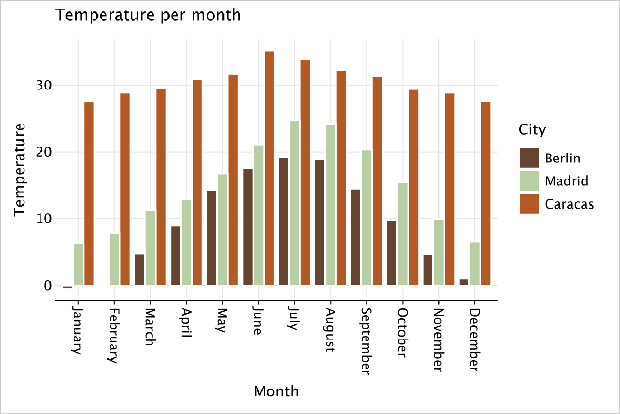 Temperature per month
Temperature
30
20
10
0
January
February
March
April
May
June
July
August
September
October
November
December
Month
City
Berlin
Madrid
Caracas